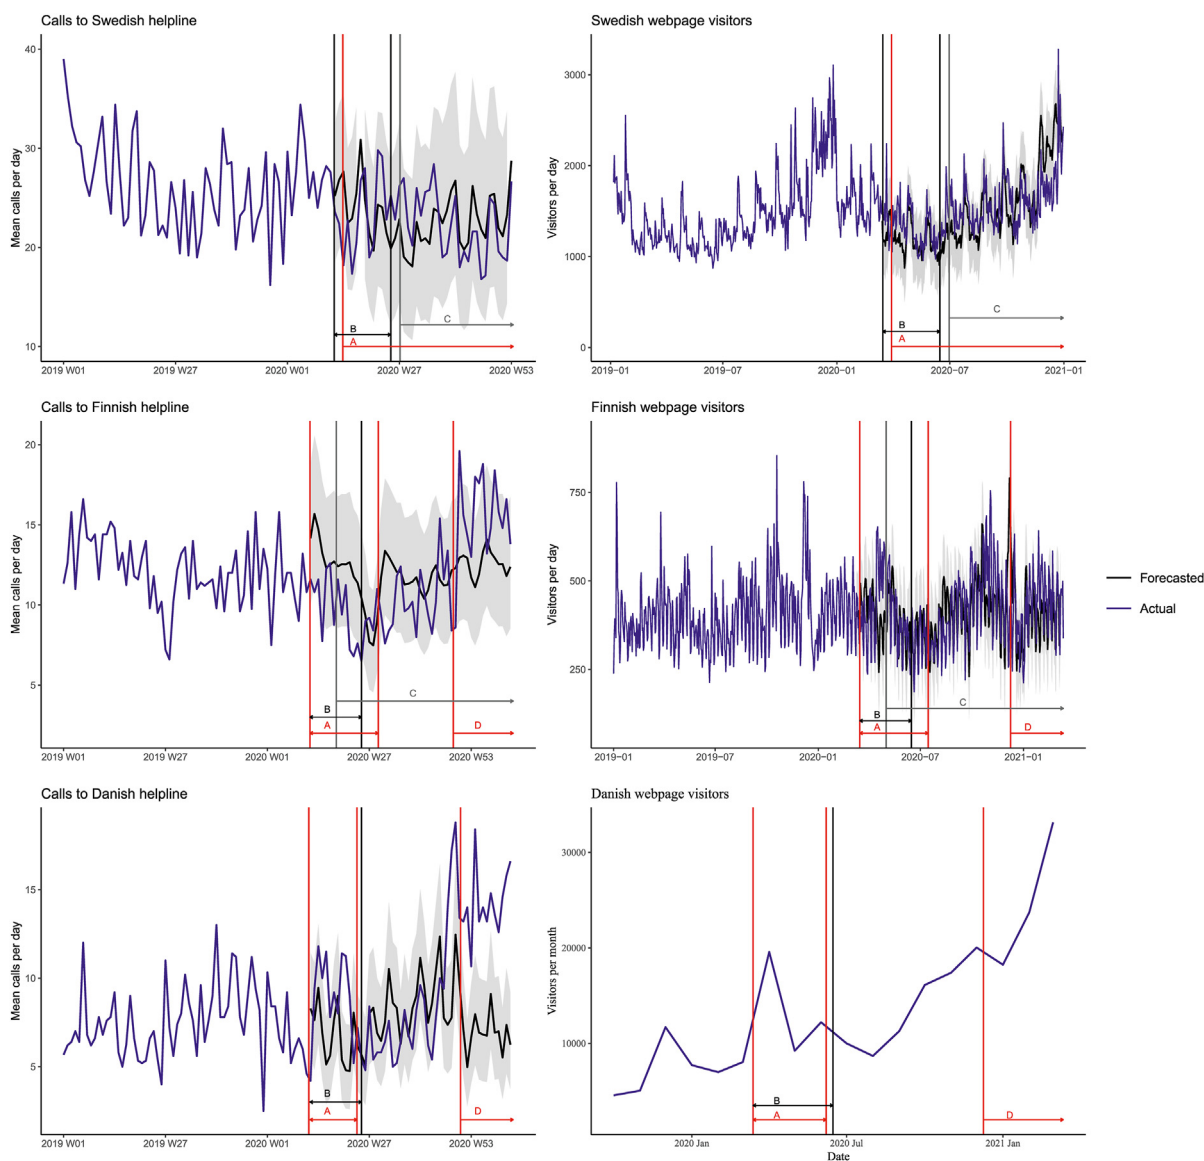 Calls to Swedish helpline
Mean calls per day
40
30
20
10
B
A
C
2019 W01
2019 W27
2020 W01
2020 W27
2020 W53
Swedish webpage visitors
Visitors per day
3000
2000
1000
0
B
A
C
2019-01
2019-07
2020-01
2020-07
2021-01
Calls to Finnish helpline
Mean calls per day
20
15
10
5
C
B
A
D
2019 W01
2019 W27
2020 W01
2020 W27
2020 W53
Finnish webpage visitors
Visitors per day
750
500
250
C
B
A
D
2019-01
2019-07
2020-01
2020-07
2021-01
Forecasted
Actual
Calls to Danish helpline
Mean calls per day
15
10
5
B
A
D
2019 W01
2019 W27
2020 W01
2020 W27
2020 W53
Danish webpage visitors
Visitors per month
30000
20000
10000
B
A
D
2020 Jan
2020 Jul
2021 Jan
Date